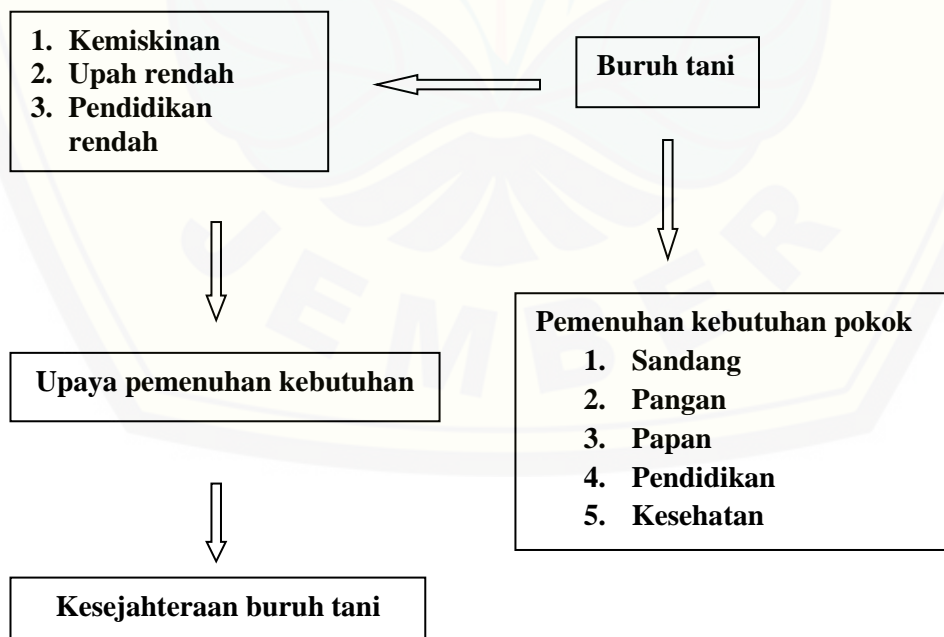 1. Kemiskinan
2. Upah rendah
3. Pendidikan
rendah
Buruh tani
Pemenuhan kebutuhan pokok
1. Sandang
2. Pangan
3. Papan
4. Pendidikan
5. Kesehatan
Upaya pemenuhan kebutuhan
Kesejahteraan buruh tani
JEMBER